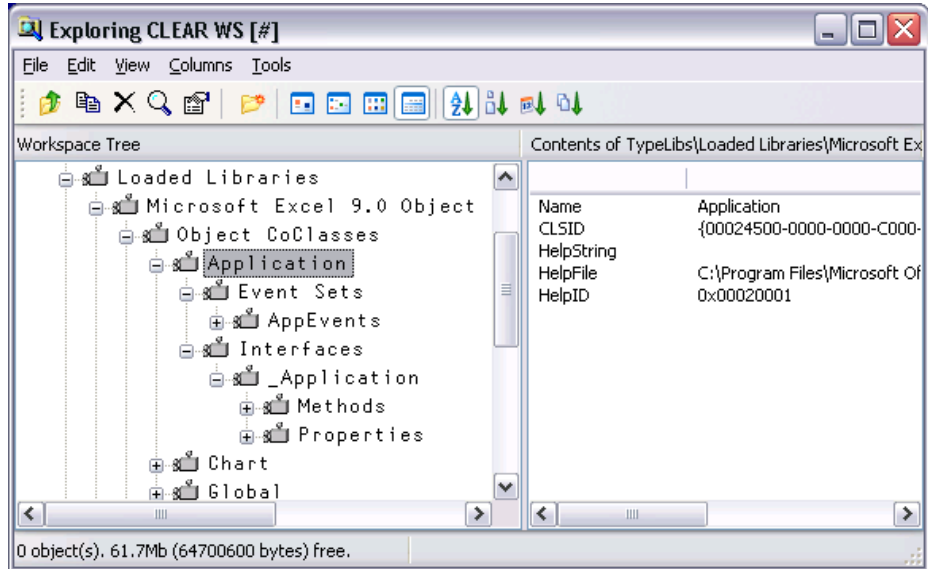 Exploring CLEAR WS [#]
File Edit View Columns Tools
Workspace Tree
Contents of TypeLibs\Loaded Libraries\Microsoft Ex
Loaded Libraries
Microsoft Excel 9.0 Object
Object CoClasses
Application
Event Sets
AppEvents
Interfaces
_Application
Methods
Properties
Chart
Global
Name Application
CLSID {00024500-0000-0000-C000-
HelpString
HelpFile C:\Program Files\Microsoft Of
HelpID 0x00020001
0 object(s). 61.7Mb (64700600 bytes) free.